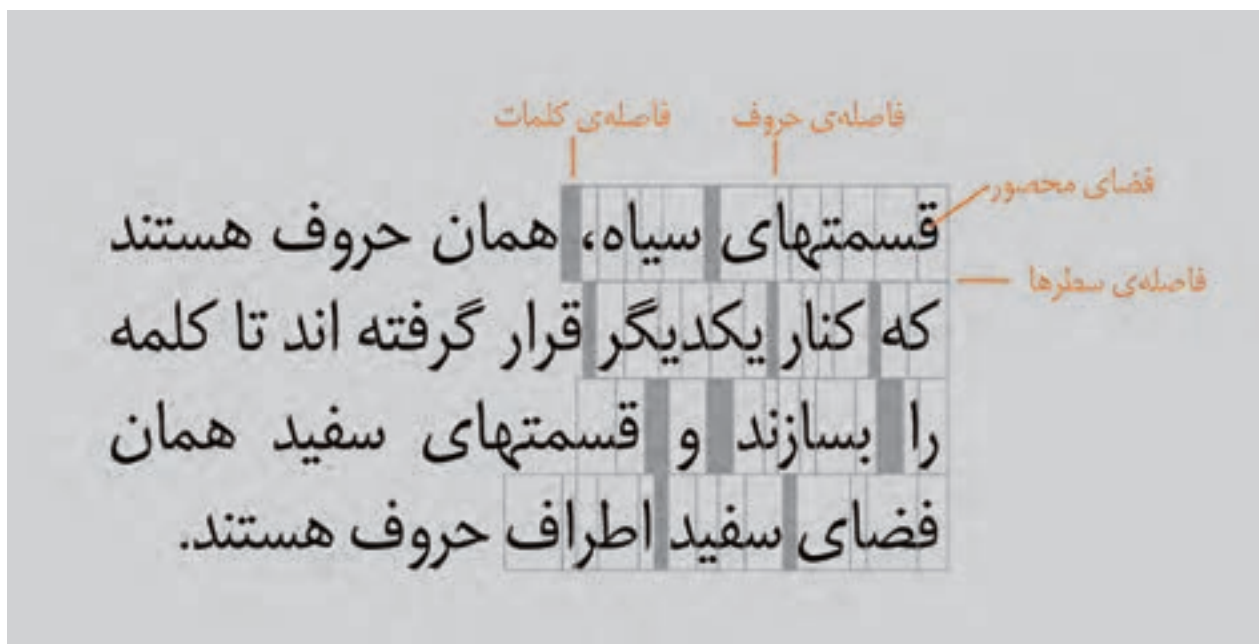 فاصله‌ی کلمات
فاصله‌ی حروف
فضای محصور
فاصله‌ی سطرها
قسمتهای سیاه، همان حروف هستند
که کنار یکدیگر قرار گرفته اند تا کلمه
را بسازند و قسمتهای سفید همان
فضای سفید اطراف حروف هستند.